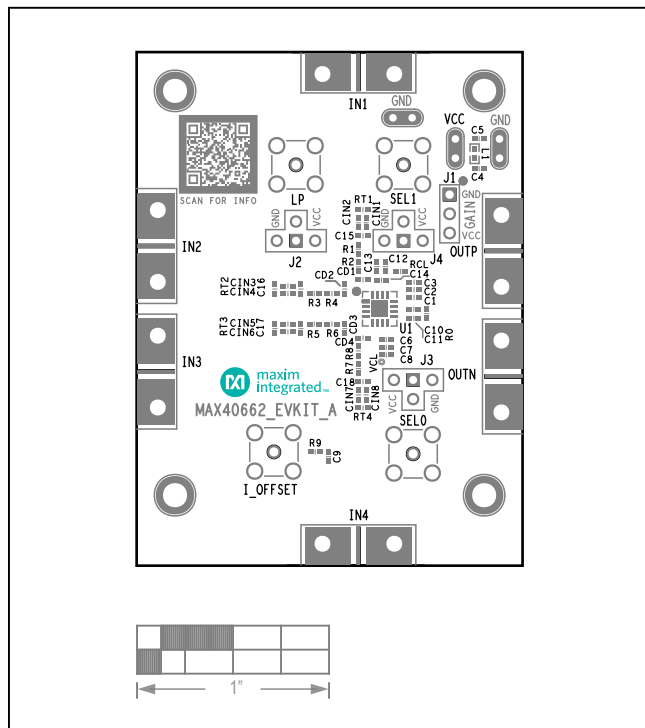 IN1
GND
VCC
GND
C5
L1
C4
SCAN FOR INFO
LP
SEL1
J1
GND
GAIN
VCC
RT1
CIN2
CIN1
GND
VCC
GND
VCC
IN2
C15
J2
J4
OUTP
R1
R2
C13
C12
RCL
CD1
C14
CD2
RT2
CIN3
CIN4
C16
R3
R4
C3
C2
C1
RT3
CIN5
CIN6
C17
R5
R6
CD3
U1
C10
C11
RO
CD4
C6
C7
C8
IN3
R8
R7
VCL
J3
OUTN
maxim
integrated™
C18
CIN7
CIN8
VCC
GND
MAX40662_EVKIT_A
RT4
SEL0
R9
C9
I_OFFSET
IN4
1"